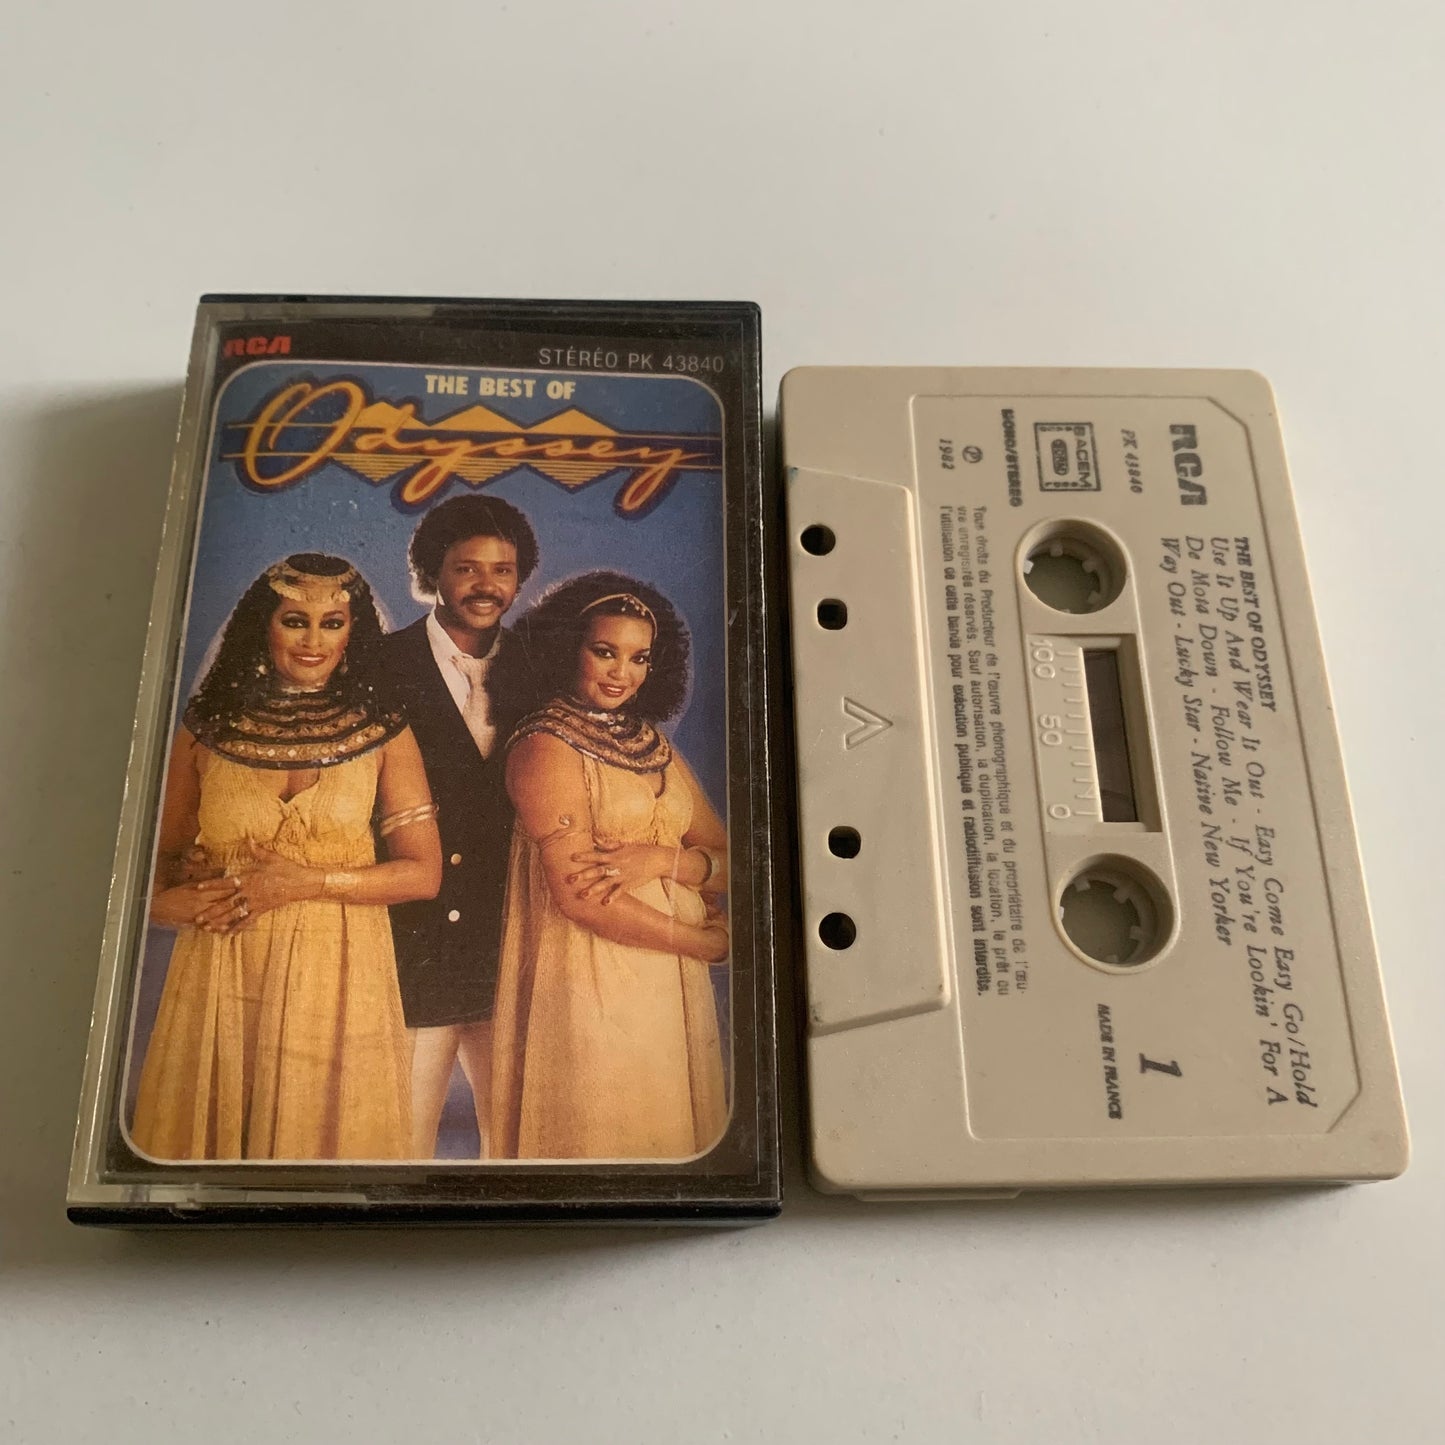 RCA
STÉRÉO PK 43840
THE BEST OF
Odyssey
RCA
PK 43840
SACEM
MONO/STEREO
℗
1982
THE BEST OF ODYSSEY
Use It Up And Wear It Out - Easy Come Easy Go/Hold
De Mold Down - Follow Me - If You're Lookin' For A
Way Out - Lucky Star - Native New Yorker
100 50 0
1
MADE IN FRANCE
Tous droits du Producteur de l'œuvre phonographique et du propriétaire de l'œu-
vre enregistrée réservés. Sauf autorisation, la duplication, la location, le prêt ou
l'utilisation de cette bande pour exécution publique et radiodiffusion sont interdits.